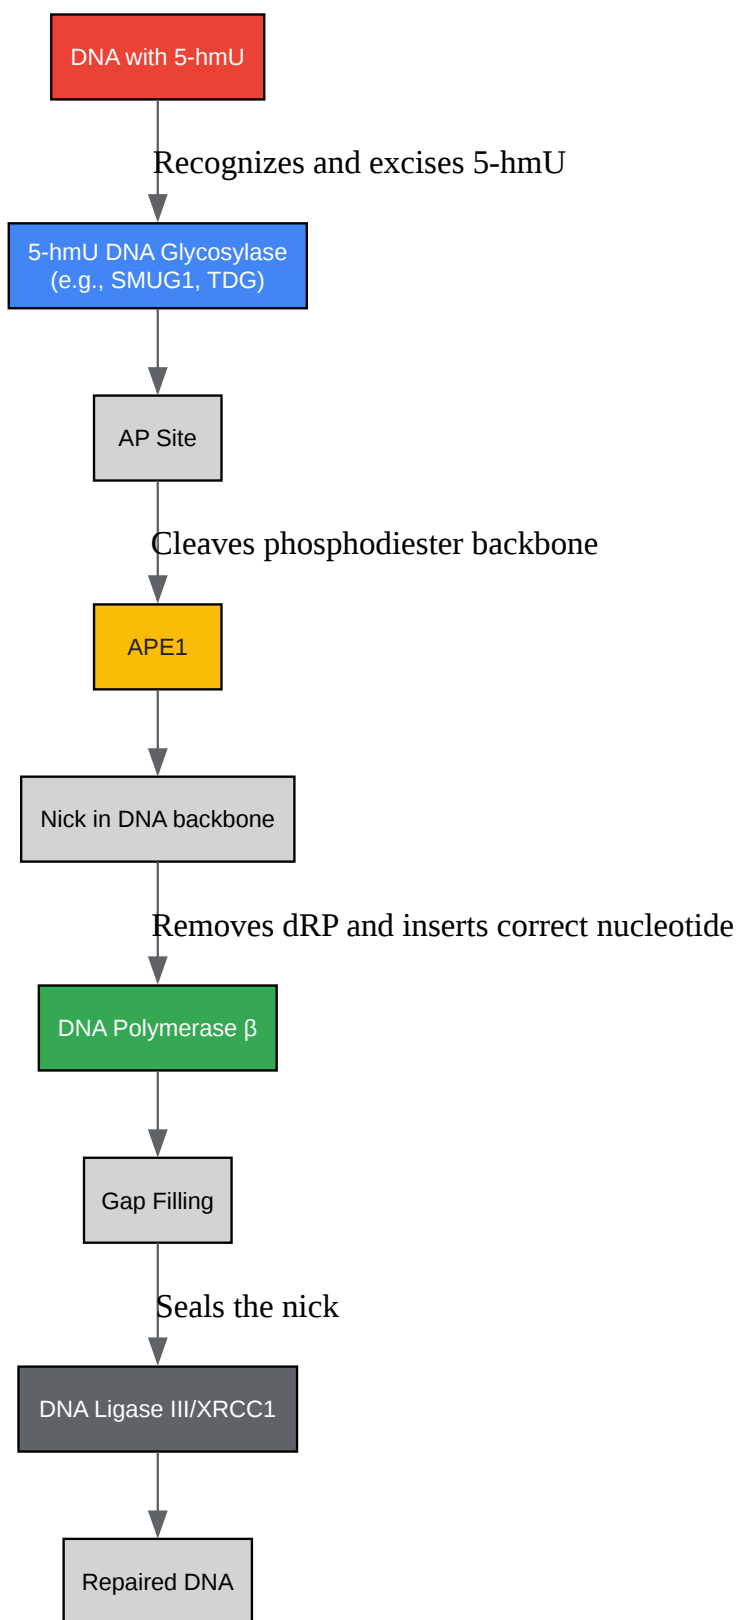 DNA with 5-hmU
Recognizes and excises 5-hmU
5-hmU DNA Glycosylase
(e.g., SMUG1, TDG)
AP Site
Cleaves phosphodiester backbone
APE1
Nick in DNA backbone
Removes dRP and inserts correct nucleotide
DNA Polymerase β
Gap Filling
Seals the nick
DNA Ligase III/XRCC1
Repaired DNA